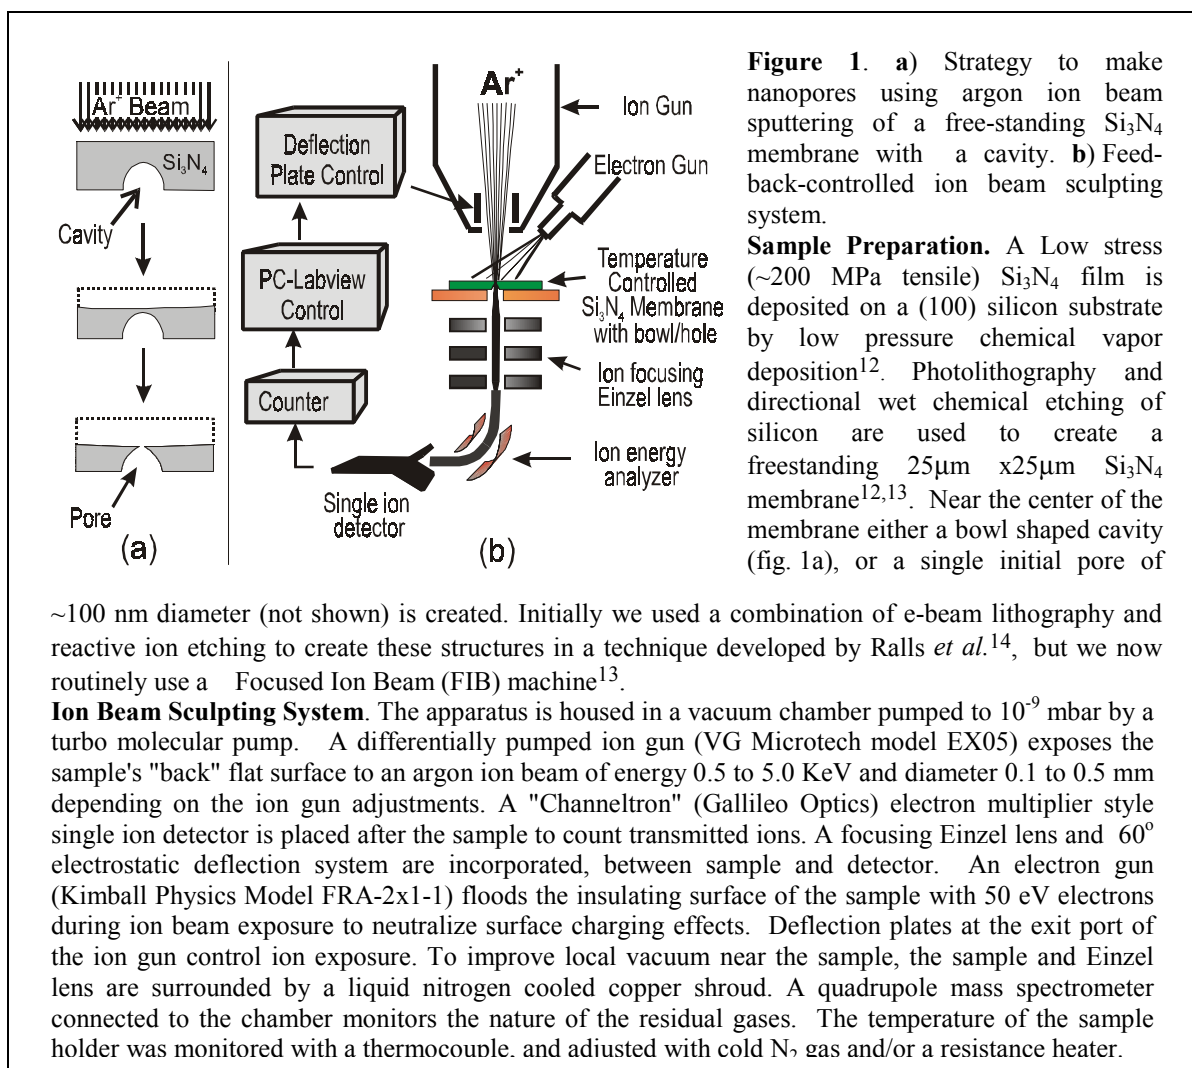 Ar+ Beam
Si3N4
Cavity
Pore
(a)
Ar+
Ion Gun
Deflection
Plate Control
Electron Gun
PC-Labview
Control
Temperature
Controlled
Si3N4 Membrane
with bowl/hole
Counter
Ion focusing
Einzel lens
Ion energy
analyzer
Single ion
detector
(b)
Figure 1. a) Strategy to make
nanopores using argon ion beam
sputtering of a free-standing Si3N4
membrane with a cavity. b) Feed-
back-controlled ion beam sculpting
system.
Sample Preparation. A Low stress
(~200 MPa tensile) Si3N4 film is
deposited on a (100) silicon substrate
by low pressure chemical vapor
deposition12. Photolithography and
directional wet chemical etching of
silicon are used to create a
freestanding 25μm x25μm Si3N4
membrane12,13. Near the center of the
membrane either a bowl shaped cavity
(fig. 1a), or a single initial pore of
~100 nm diameter (not shown) is created. Initially we used a combination of e-beam lithography and
reactive ion etching to create these structures in a technique developed by Ralls et al.14, but we now
routinely use a Focused Ion Beam (FIB) machine13.
Ion Beam Sculpting System. The apparatus is housed in a vacuum chamber pumped to 10-9 mbar by a
turbo molecular pump. A differentially pumped ion gun (VG Microtech model EX05) exposes the
sample's "back" flat surface to an argon ion beam of energy 0.5 to 5.0 KeV and diameter 0.1 to 0.5 mm
depending on the ion gun adjustments. A "Channeltron" (Gallileo Optics) electron multiplier style
single ion detector is placed after the sample to count transmitted ions. A focusing Einzel lens and 60o
electrostatic deflection system are incorporated, between sample and detector. An electron gun
(Kimball Physics Model FRA-2x1-1) floods the insulating surface of the sample with 50 eV electrons
during ion beam exposure to neutralize surface charging effects. Deflection plates at the exit port of
the ion gun control ion exposure. To improve local vacuum near the sample, the sample and Einzel
lens are surrounded by a liquid nitrogen cooled copper shroud. A quadrupole mass spectrometer
connected to the chamber monitors the nature of the residual gases. The temperature of the sample
holder was monitored with a thermocouple, and adjusted with cold N2 gas and/or a resistance heater.